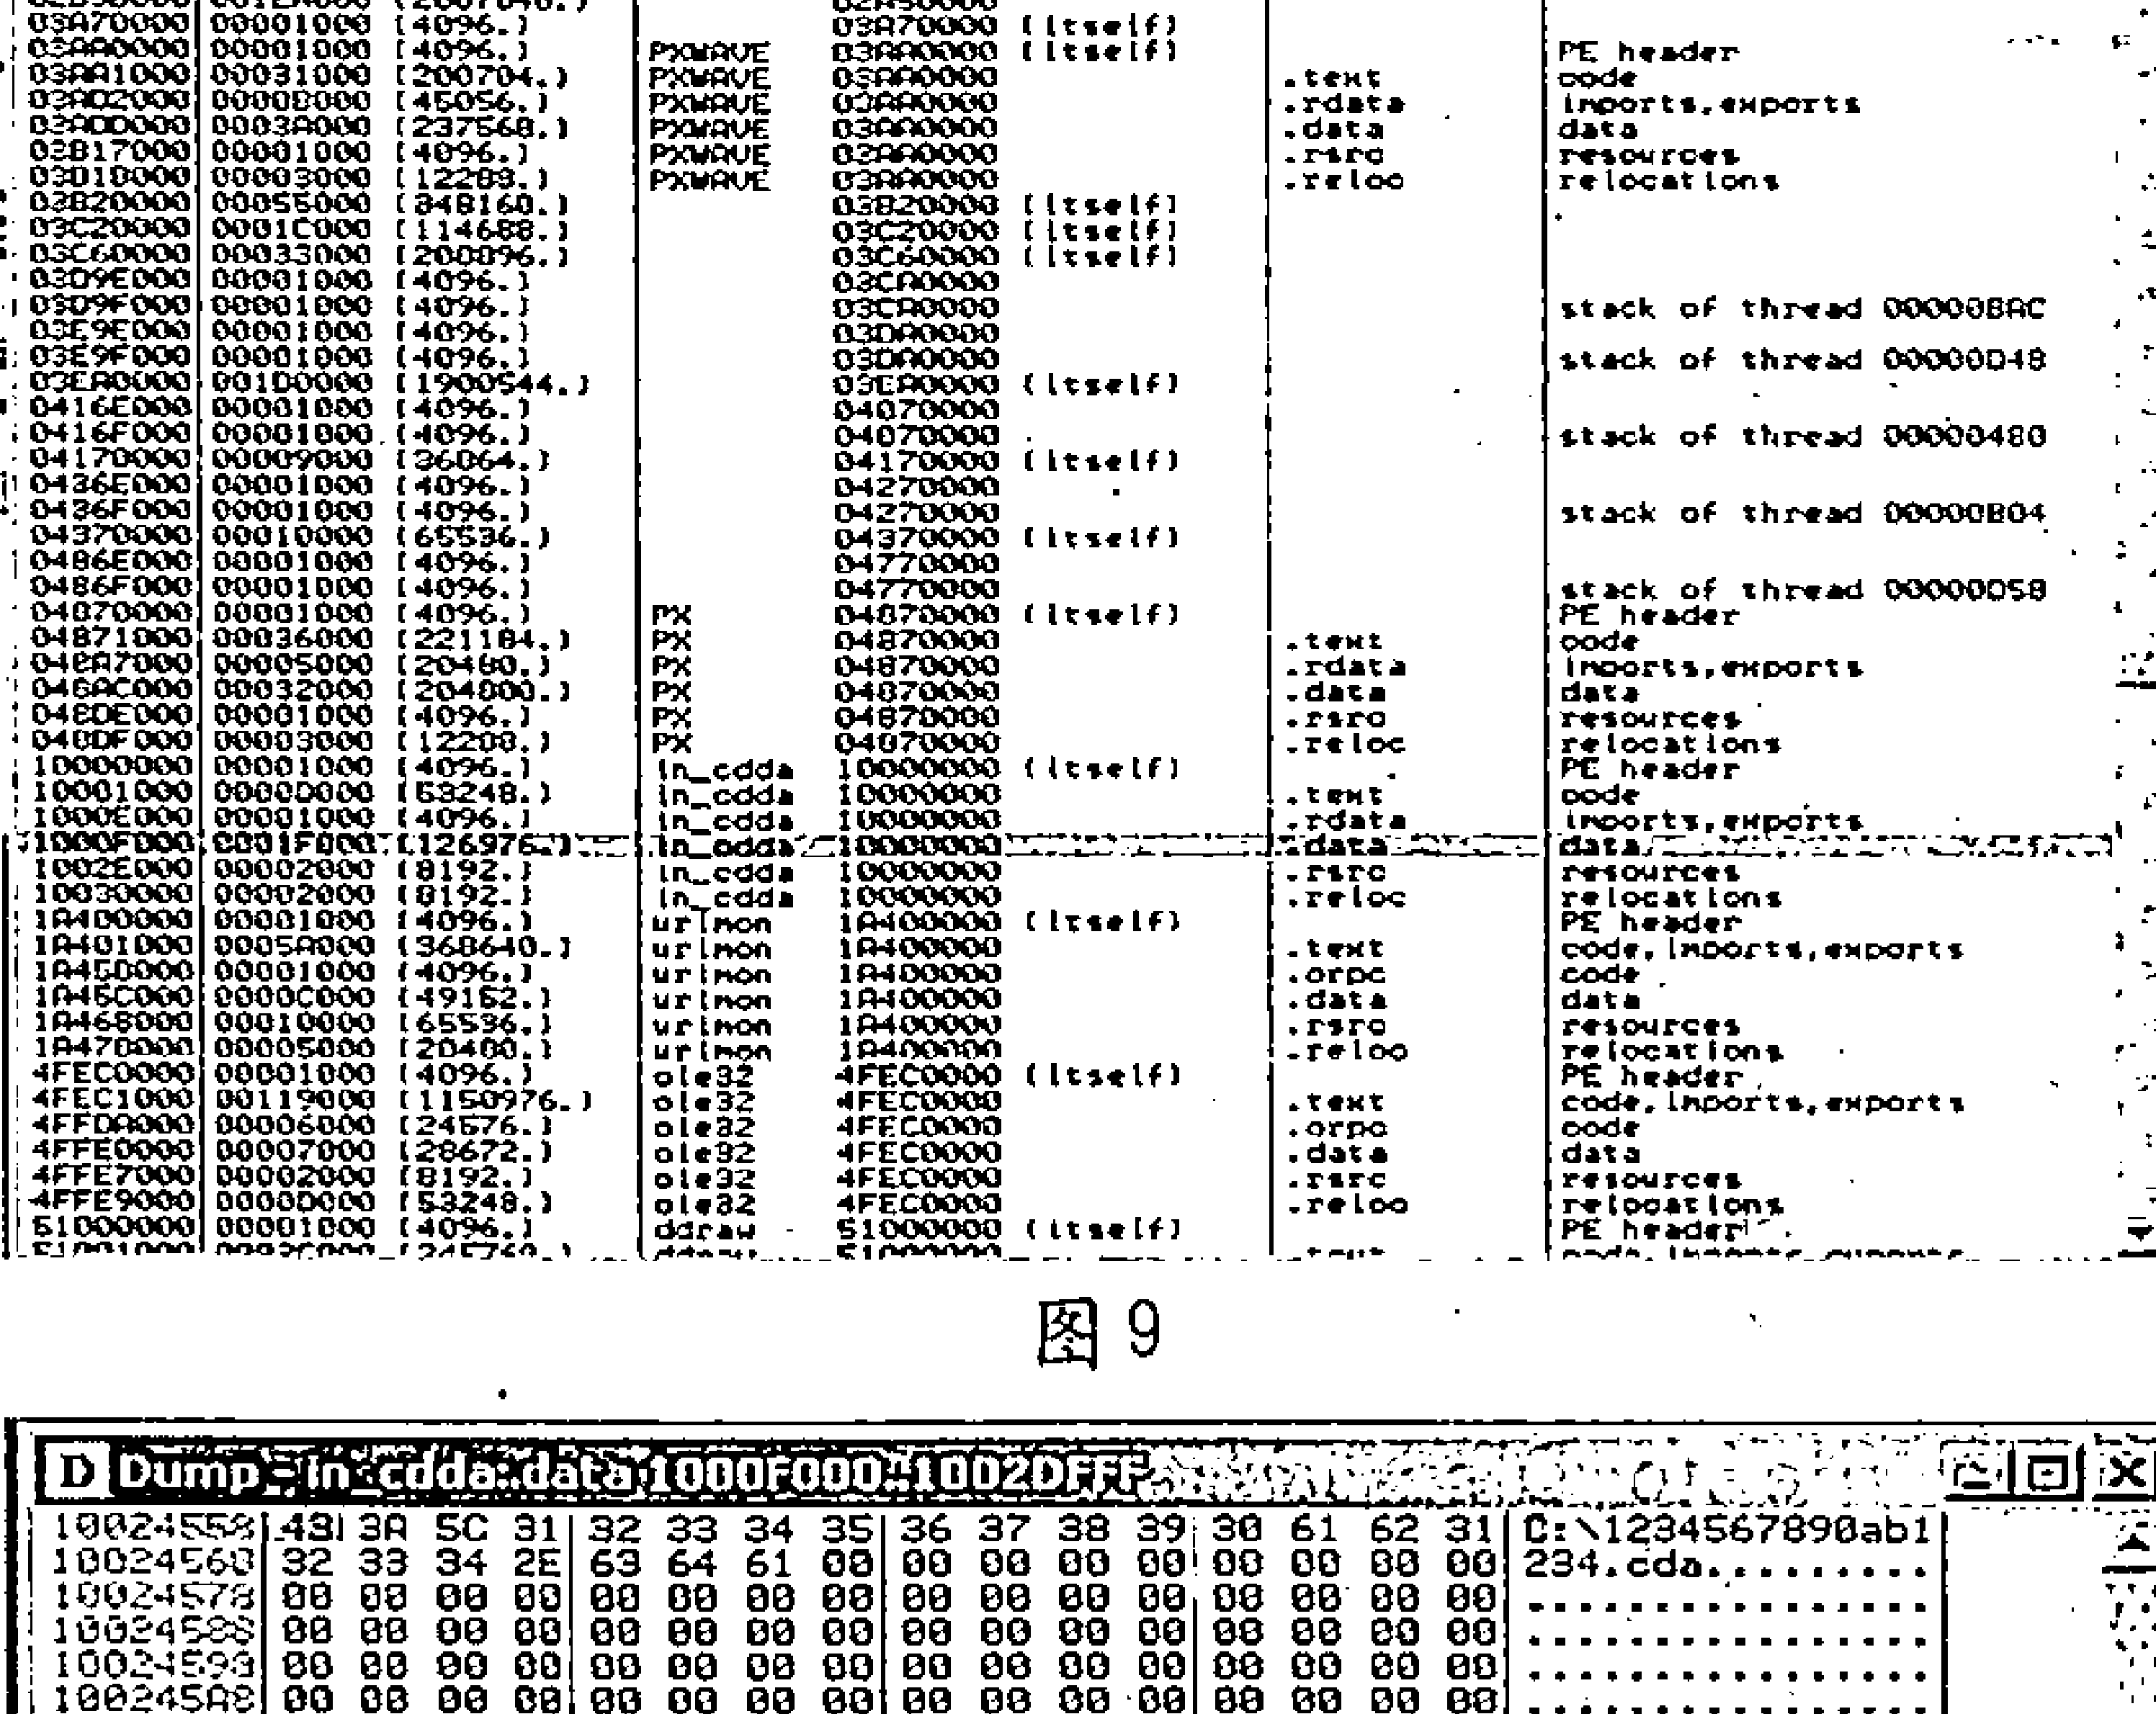 03A70000 00001000 (4096.) 03A70000 (itself)
03AA0000 00001000 (4096.) PXWAVE 03AA0000 (itself) PE header
03AA1000 00031000 (200704.) PXWAVE 03AA0000 .text code
03AD2000 0000B000 (45056.) PXWAVE 03AA0000 .rdata imports,exports
03ADD000 0003A000 (237568.) PXWAVE 03AA0000 .data data
03B17000 00001000 (4096.) PXWAVE 03AA0000 .rsrc resources
03B18000 00003000 (12288.) PXWAVE 03AA0000 .reloc relocations
03B20000 00055000 (348160.) 03B20000 (itself)
03C20000 0001C000 (114688.) 03C20000 (itself)
03C60000 00033000 (208896.) 03C60000 (itself)
03D9E000 00001000 (4096.) 03CA0000
03D9F000 00001000 (4096.) 03CA0000 stack of thread 000008AC
03E9E000 00001000 (4096.) 03DA0000
03E9F000 00001000 (4096.) 03DA0000 stack of thread 00000D48
03EA0000 001D0000 (1900544.) 03EA0000 (itself)
0416E000 00001000 (4096.) 04070000
0416F000 00001000 (4096.) 04070000 stack of thread 00000480
04170000 00009000 (36864.) 04170000 (itself)
0436E000 00001000 (4096.) 04270000
0436F000 00001000 (4096.) 04270000 stack of thread 00000B04
04370000 00010000 (65536.) 04370000 (itself)
0486E000 00001000 (4096.) 04770000
0486F000 00001000 (4096.) 04770000 stack of thread
04870000 00001000 (4096.) PX 04870000 (itself) PE header
04871000 00036000 (221184.) PX 04870000 .text code
048A7000 00005000 (20480.) PX 04870000 .rdata imports,exports
048AC000 00032000 (204800.) PX 04870000 .data data
048DE000 00001000 (4096.) PX 04870000 .rsrc resources
048DF000 00003000 (12288.) PX 04870000 .reloc relocations
10000000 00001000 (4096.) in_cdda 10000000 (itself) PE header
10001000 0000D000 (53248.) in_cdda 10000000 .text code
1000E000 00001000 (4096.) in_cdda 10000000 .rdata imports,exports
1000F000 0001F000 (126976.) in_cdda 10000000 .data data
1002E000 00002000 (8192.) in_cdda 10000000 .rsrc resources
10030000 00002000 (8192.) in_cdda 10000000 .reloc relocations
1A400000 00001000 (4096.) urlmon 1A400000 (itself) PE header
1A401000 0005A000 (368640.) urlmon 1A400000 .text code,imports,exports
1A45B000 00001000 (4096.) urlmon 1A400000 .orpc code
1A45C000 0000C000 (49152.) urlmon 1A400000 .data data
1A468000 00010000 (65536.) urlmon 1A400000 .rsrc resources
1A478000 00005000 (20480.) urlmon 1A400000 .reloc relocations
4FEC0000 00001000 (4096.) ole32 4FEC0000 (itself) PE header
4FEC1000 00119000 (1150976.) ole32 4FEC0000 .text code,imports,exports
4FFDA000 00006000 (24576.) ole32 4FEC0000 .orpc code
4FFE0000 00007000 (28672.) ole32 4FEC0000 .data data
4FFE7000 00002000 (8192.) ole32 4FEC0000 .rsrc resources
4FFE9000 0000D000 (53248.) ole32 4FEC0000 .reloc relocations
51000000 00001000 (4096.) ddraw 51000000 (itself) PE header
图 9
D Dump - in_cdda:.data 1000F000..1002DFFF
10024558 43 3A 5C 31 32 33 34 35 36 37 38 39 30 61 62 31 C:\1234567890ab1
10024568 32 33 34 2E 63 64 61 00 00 00 00 00 00 00 00 00 234.cda.........
10024578 00 00 00 00 00 00 00 00 00 00 00 00 00 00 00 00 ................
10024588 00 00 00 00 00 00 00 00 00 00 00 00 00 00 00 00 ................
10024598 00 00 00 00 00 00 00 00 00 00 00 00 00 00 00 00 ................
100245A8 00 00 00 00 00 00 00 00 00 00 00 00 00 00 00 00 ................